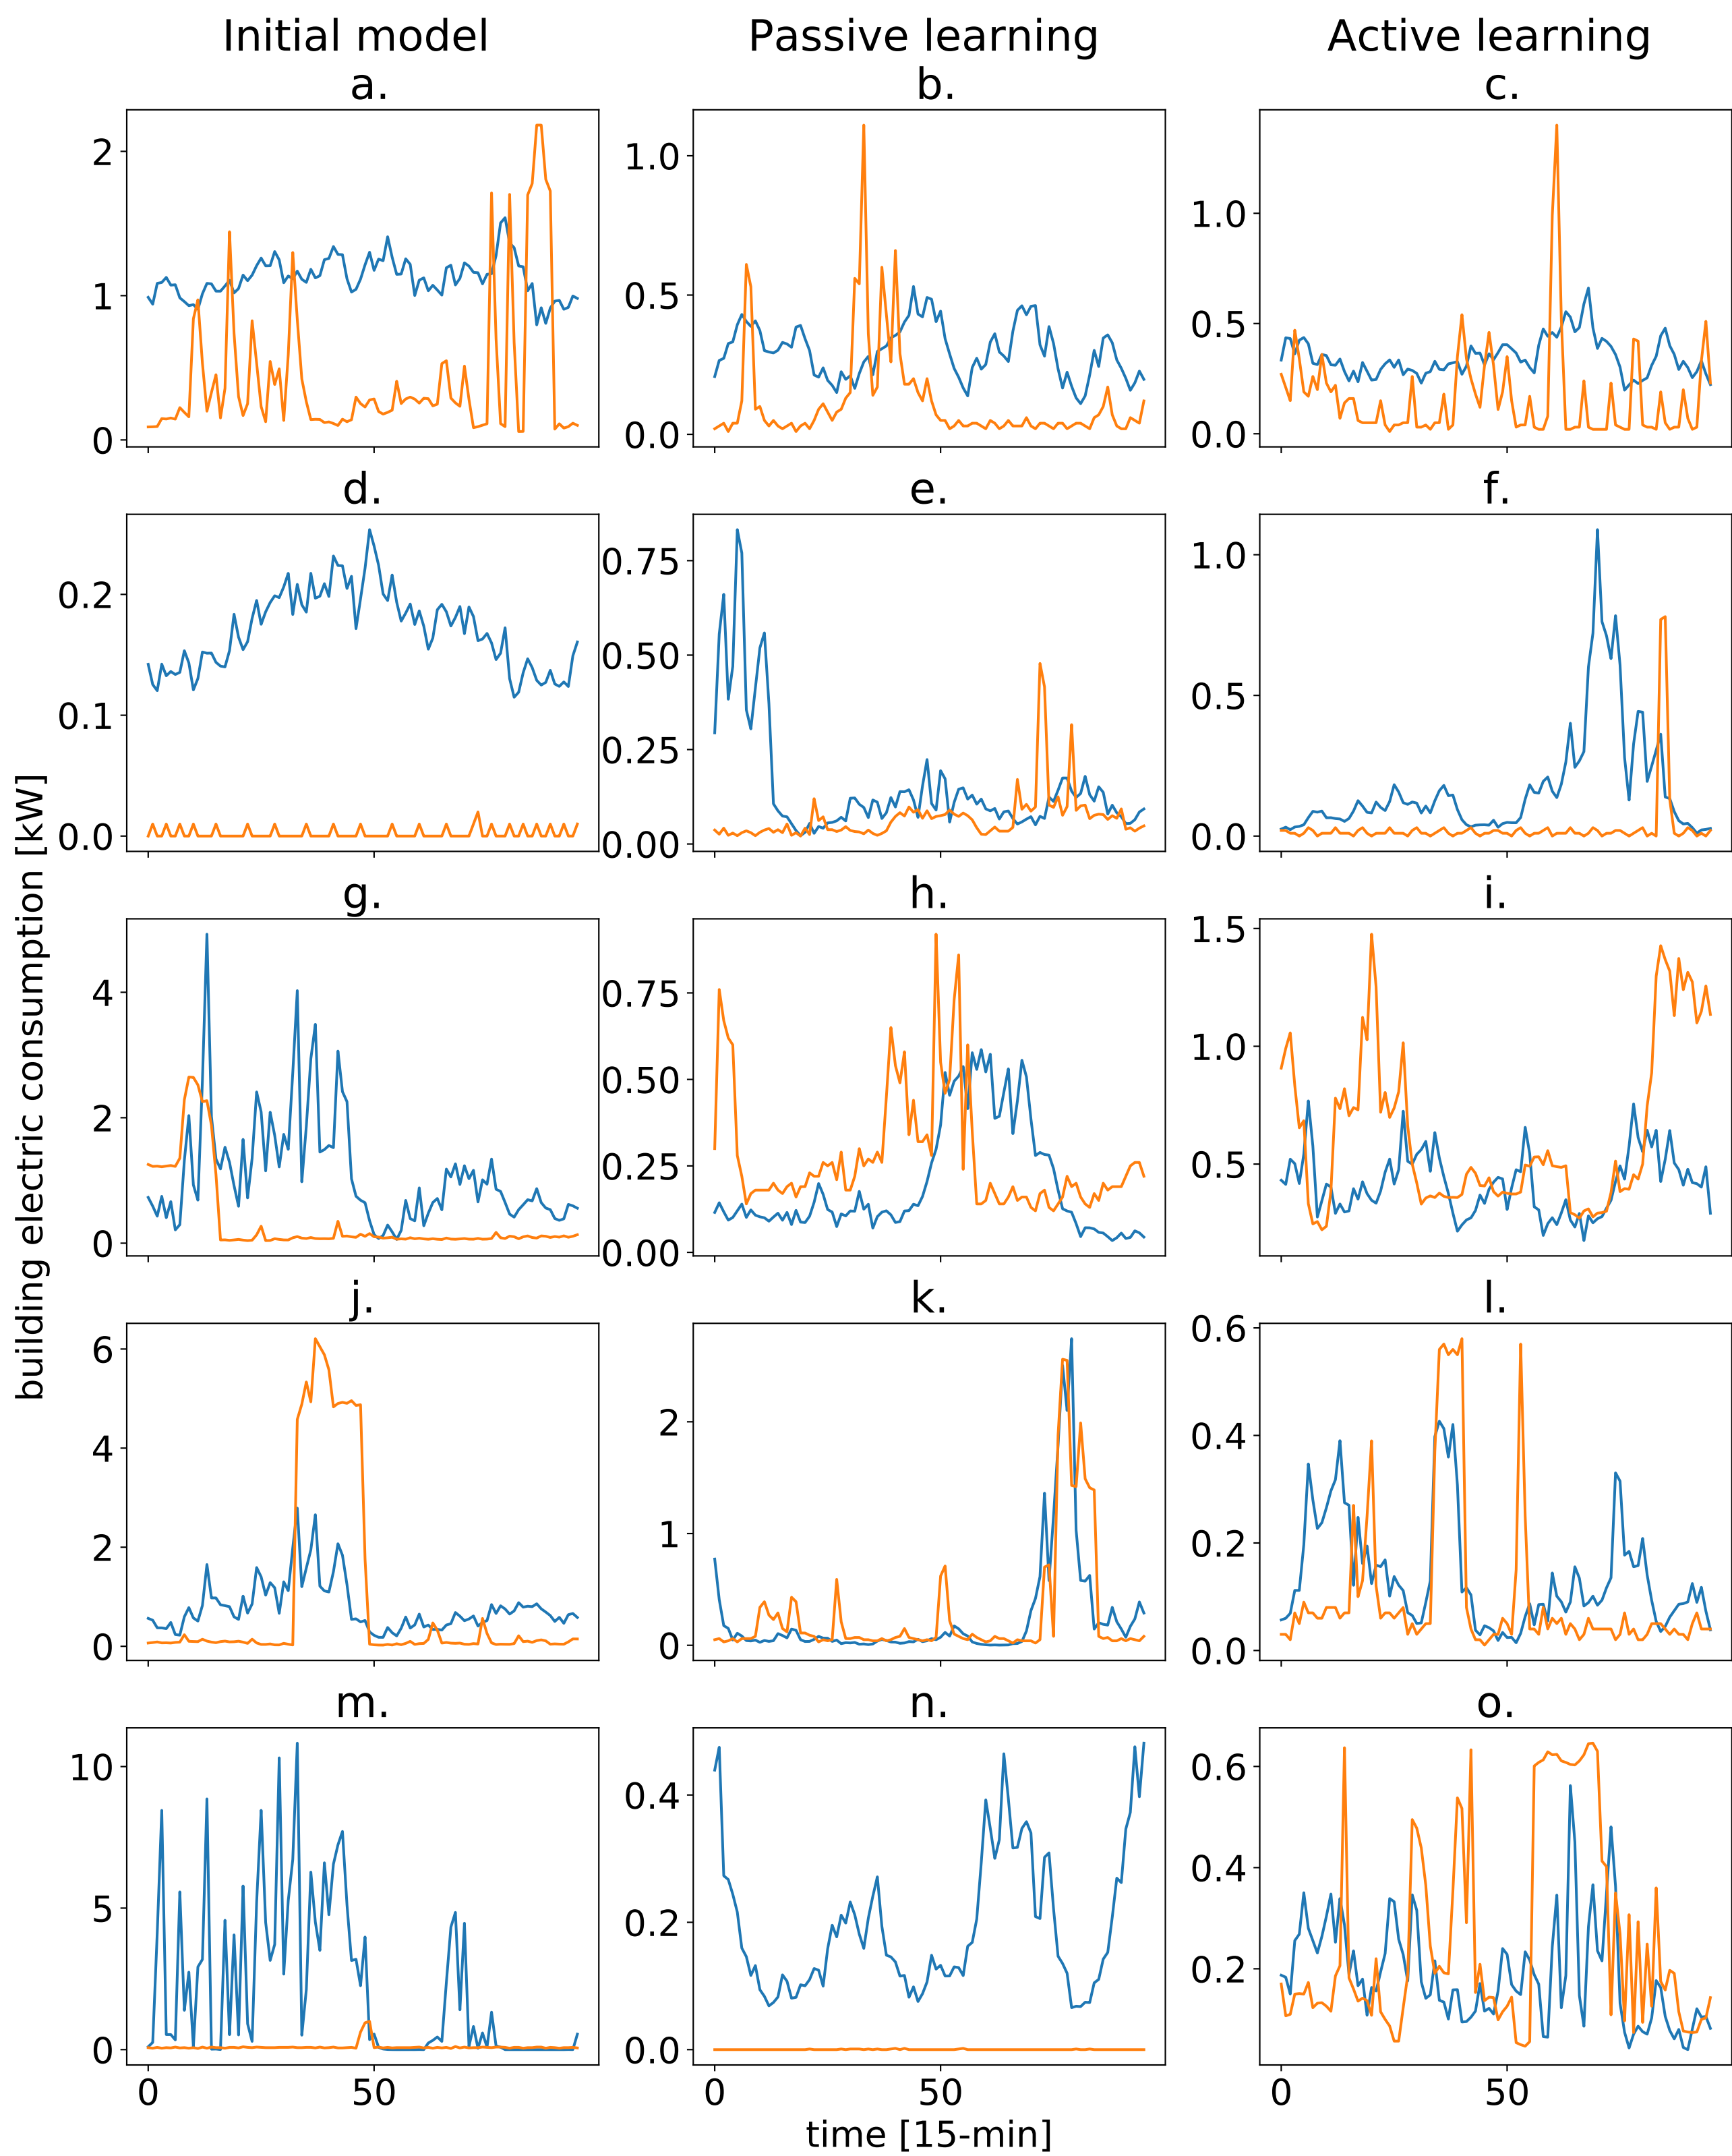 Initial model
Passive learning
Active learning
a.
b.
c.
2
1
0
1.0
0.5
0.0
1.0
0.5
0.0
d.
e.
f.
0.2
0.1
0.0
0.75
0.50
0.25
0.00
1.0
0.5
0.0
g.
h.
i.
4
2
0
0.75
0.50
0.25
0.00
1.5
1.0
0.5
j.
k.
l.
6
4
2
0
2
1
0
0.6
0.4
0.2
0.0
m.
n.
o.
10
5
0
0.4
0.2
0.0
0.6
0.4
0.2
0
50
0
50
0
50
time [15-min]
building electric consumption [kW]